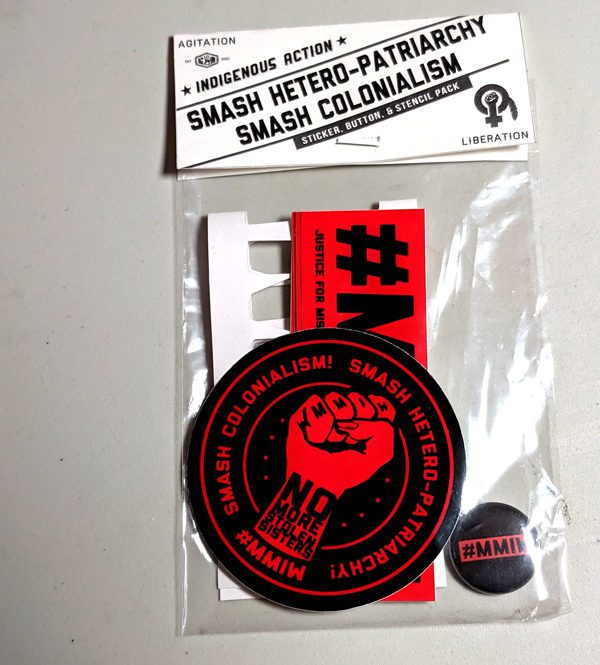 AGITATION
INDIGENOUS ACTION
SMASH HETERO-PATRIARCHY
SMASH COLONIALISM
STICKER, BUTTON, & STENCIL PACK
LIBERATION
#M
JUSTICE FOR MIS
SMASH COLONIALISM! SMASH HETERO-PATRIARCHY!
MMIW
NO
MORE
STOLEN
SISTERS
#MMIW
#MMIW